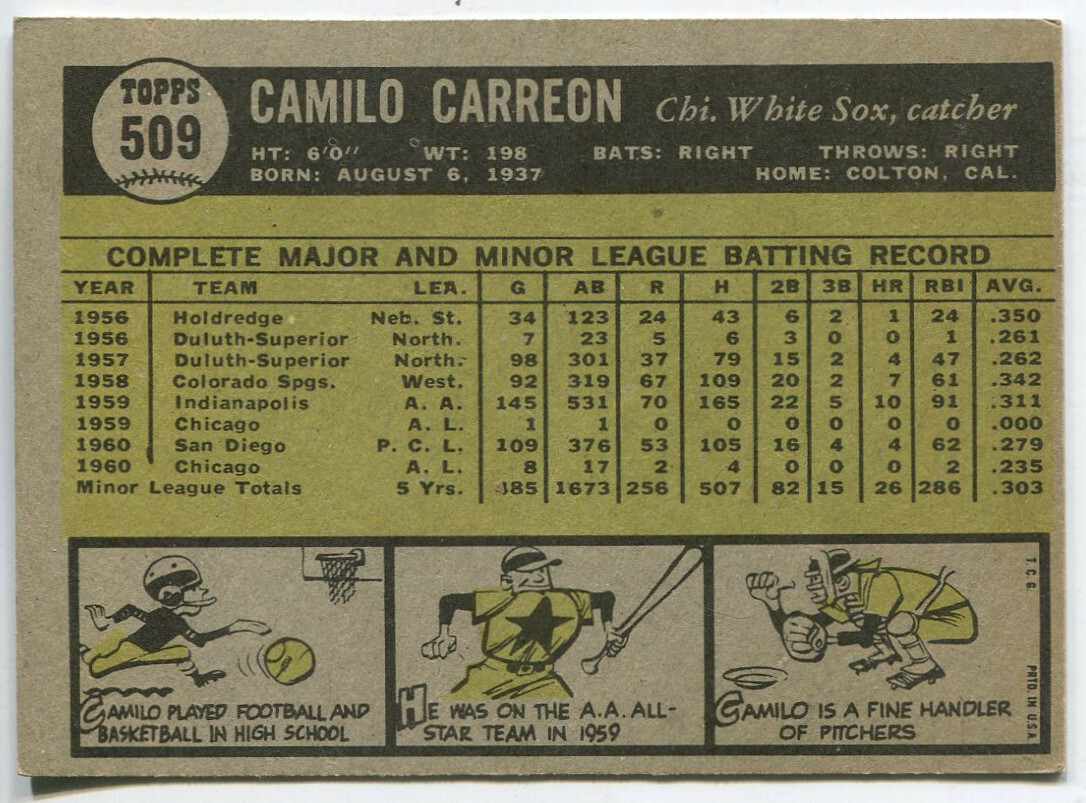 TOPPS
509
CAMILO CARREON Chi. White Sox, catcher
HT: 6'0" WT: 198 BATS: RIGHT THROWS: RIGHT
BORN: AUGUST 6, 1937 HOME: COLTON, CAL.
COMPLETE MAJOR AND MINOR LEAGUE BATTING RECORD
YEAR TEAM LEA. G AB R H 2B 3B HR RBI AVG.
1956 Holdredge Neb. St. 34 123 24 43 6 2 1 24 .350
1956 Duluth-Superior North. 7 23 5 6 3 0 0 1 .261
1957 Duluth-Superior North. 98 301 37 79 15 2 4 47 .262
1958 Colorado Spgs. West. 92 319 67 109 20 2 7 61 .342
1959 Indianapolis A. A. 145 531 70 165 22 5 10 91 .311
1959 Chicago A. L. 1 1 0 0 0 0 0 0 .000
1960 San Diego P. C. L. 109 376 53 105 16 4 4 62 .279
1960 Chicago A. L. 8 17 2 4 0 0 0 2 .235
Minor League Totals 5 Yrs. 485 1673 256 507 82 15 26 286 .303
CAMILO PLAYED FOOTBALL AND
BASKETBALL IN HIGH SCHOOL
HE WAS ON THE A.A. ALL-
STAR TEAM IN 1959
CAMILO IS A FINE HANDLER
OF PITCHERS
T.C.G. PRTD. IN U.S.A.